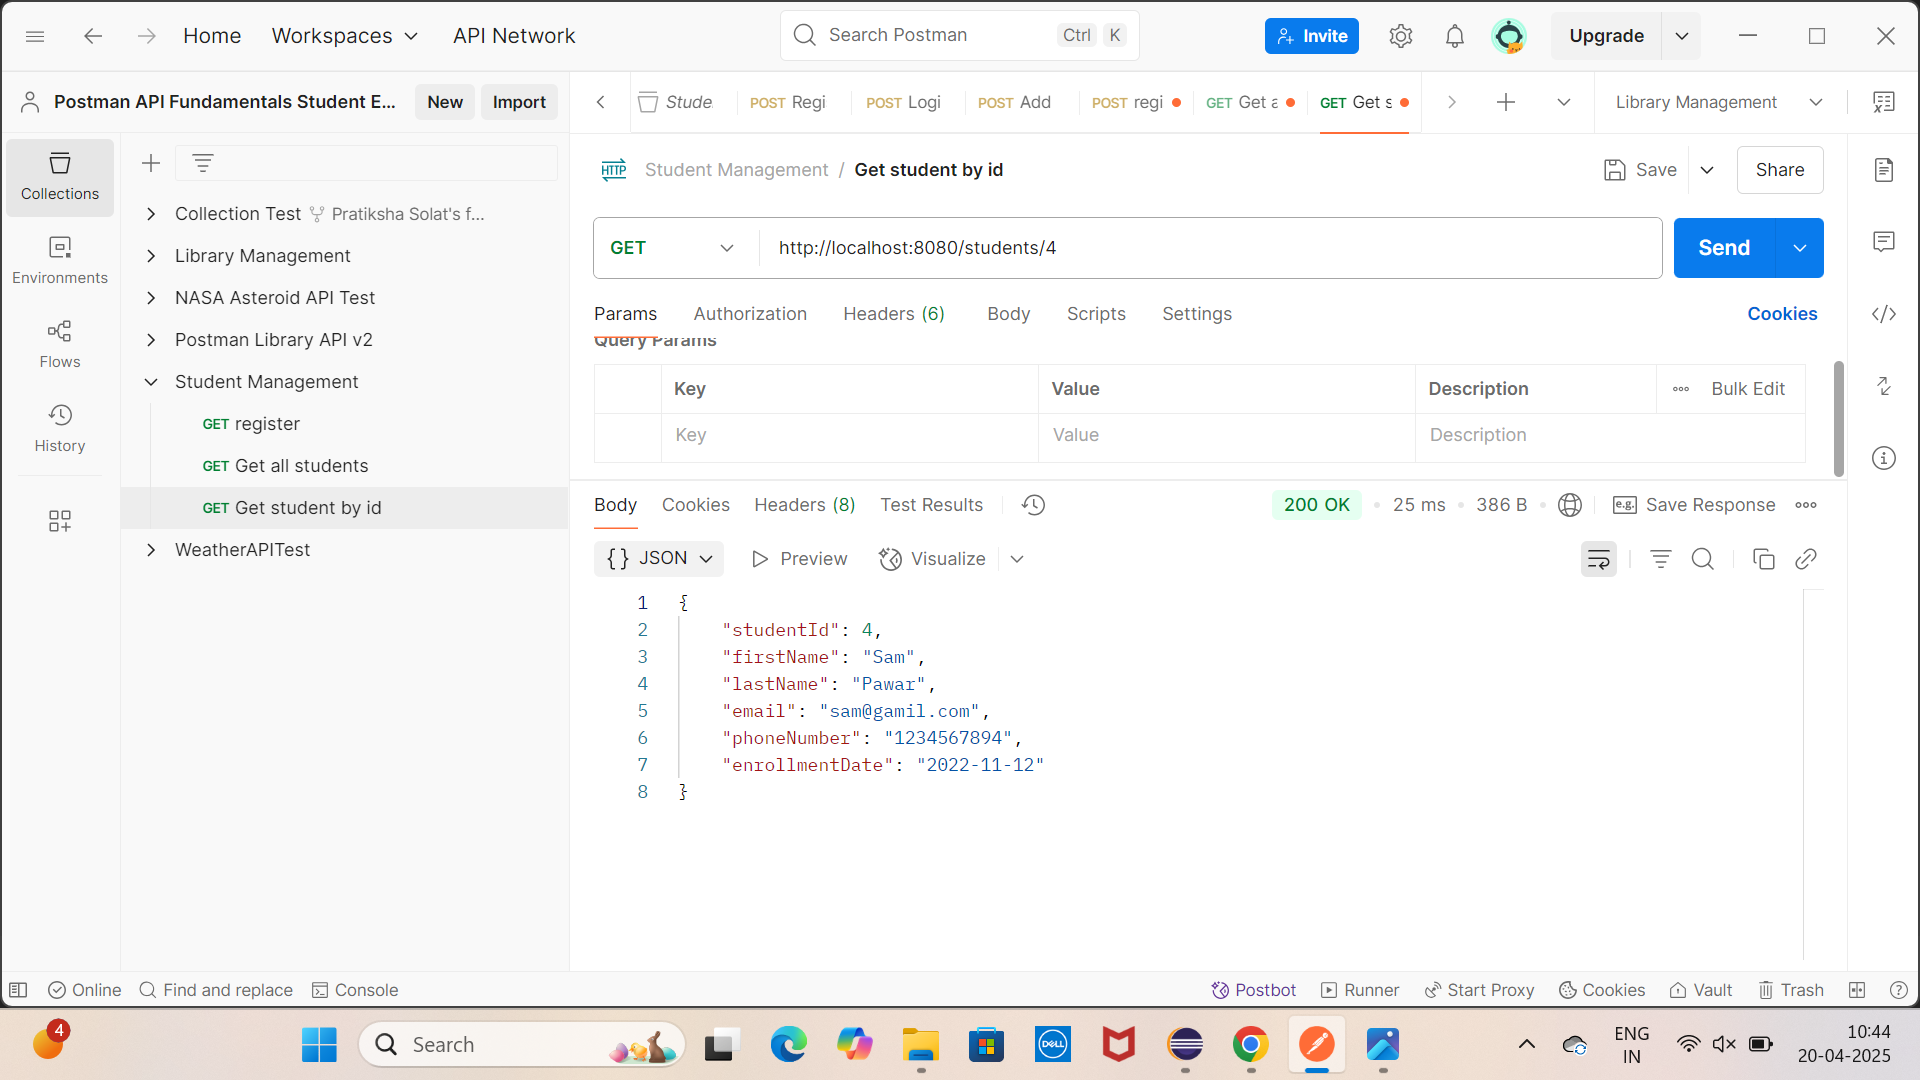 Home Workspaces API Network Search Postman Ctrl K Invite Upgrade
Postman API Fundamentals Student E... New Import
Stude POST Regi POST Logi POST Add POST regi GET Get a GET Get s Library Management
Collections
Environments
Flows
History
Collection Test Pratiksha Solat's f...
Library Management
NASA Asteroid API Test
Postman Library API v2
Student Management
GET register
GET Get all students
GET Get student by id
WeatherAPITest
HTTP Student Management / Get student by id Save Share
GET http://localhost:8080/students/4 Send
Params Authorization Headers (6) Body Scripts Settings Cookies
Query Params
Key Value Description Bulk Edit
Key Value Description
Body Cookies Headers (8) Test Results 200 OK • 25 ms • 386 B • e.g. Save Response
{} JSON Preview Visualize
1 {
2 "studentId": 4,
3 "firstName": "Sam",
4 "lastName": "Pawar",
5 "email": "sam@gamil.com",
6 "phoneNumber": "1234567894",
7 "enrollmentDate": "2022-11-12"
8 }
Online Find and replace Console Postbot Runner Start Proxy Cookies Vault Trash
4 Search DELL ENG 10:44
IN 20-04-2025